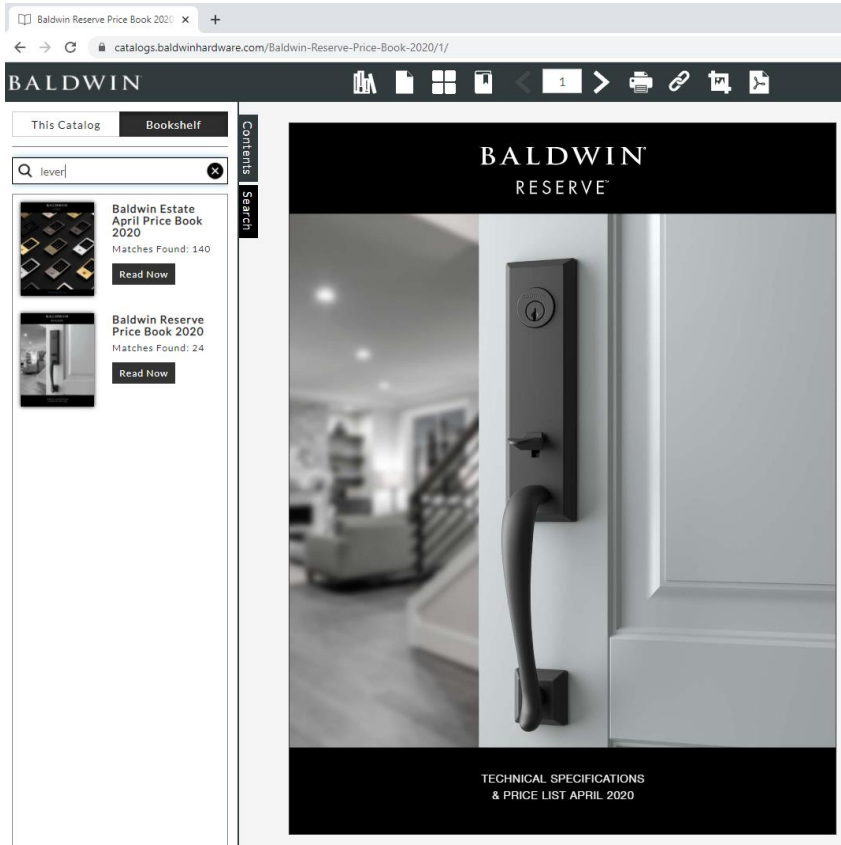 Baldwin Reserve Price Book 2020
catalogs.baldwinhardware.com/Baldwin-Reserve-Price-Book-2020/1/
BALDWIN
1
This Catalog
Bookshelf
lever
Baldwin Estate
April Price Book
2020
Matches Found: 140
Read Now
Baldwin Reserve
Price Book 2020
Matches Found: 24
Read Now
Contents
Search
BALDWIN
RESERVE™
TECHNICAL SPECIFICATIONS
& PRICE LIST APRIL 2020